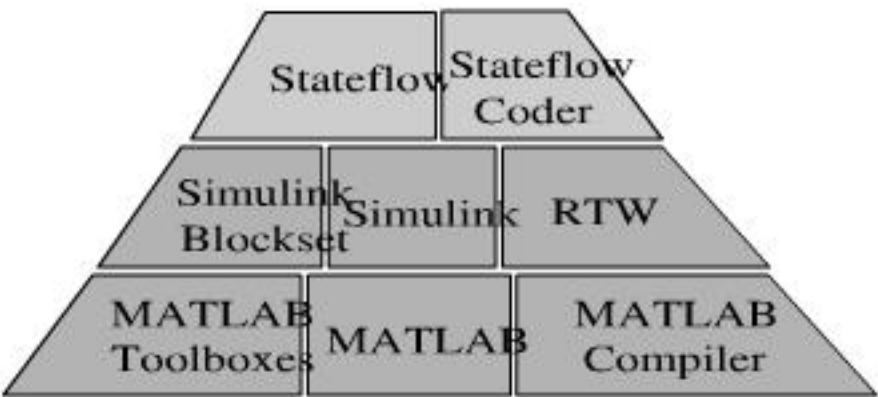 Stateflow
Stateflow
Coder
Simulink
Blockset
Simulink
RTW
MATLAB
Toolboxes
MATLAB
MATLAB
Compiler